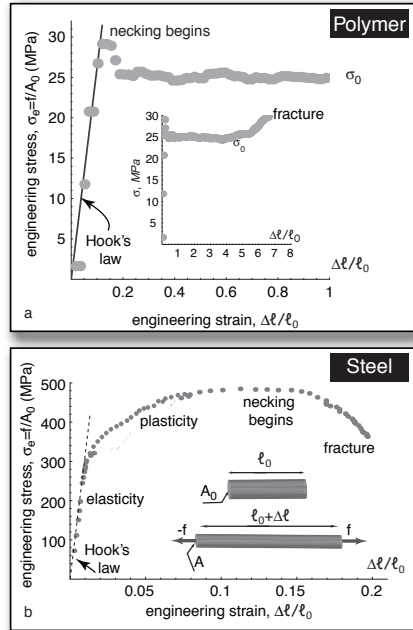 Polymer
engineering stress, σe=f/A0 (MPa)
30
25
20
15
10
5
necking begins
σ0
Hook's
law
fracture
σ, MPa
30
25
20
15
10
5
σ0
Δℓ/ℓ0
1 2 3 4 5 6 7 8
Δℓ/ℓ0
0.2 0.4 0.6 0.8 1
a
engineering strain, Δℓ/ℓ0
Steel
engineering stress, σe=f/A0 (MPa)
500
400
300
200
100
plasticity
necking
begins
fracture
elasticity
ℓ0
A0
ℓ0+Δℓ
-f
f
A
Hook's
law
Δℓ/ℓ0
0.05 0.1 0.15 0.2
b
engineering strain, Δℓ/ℓ0